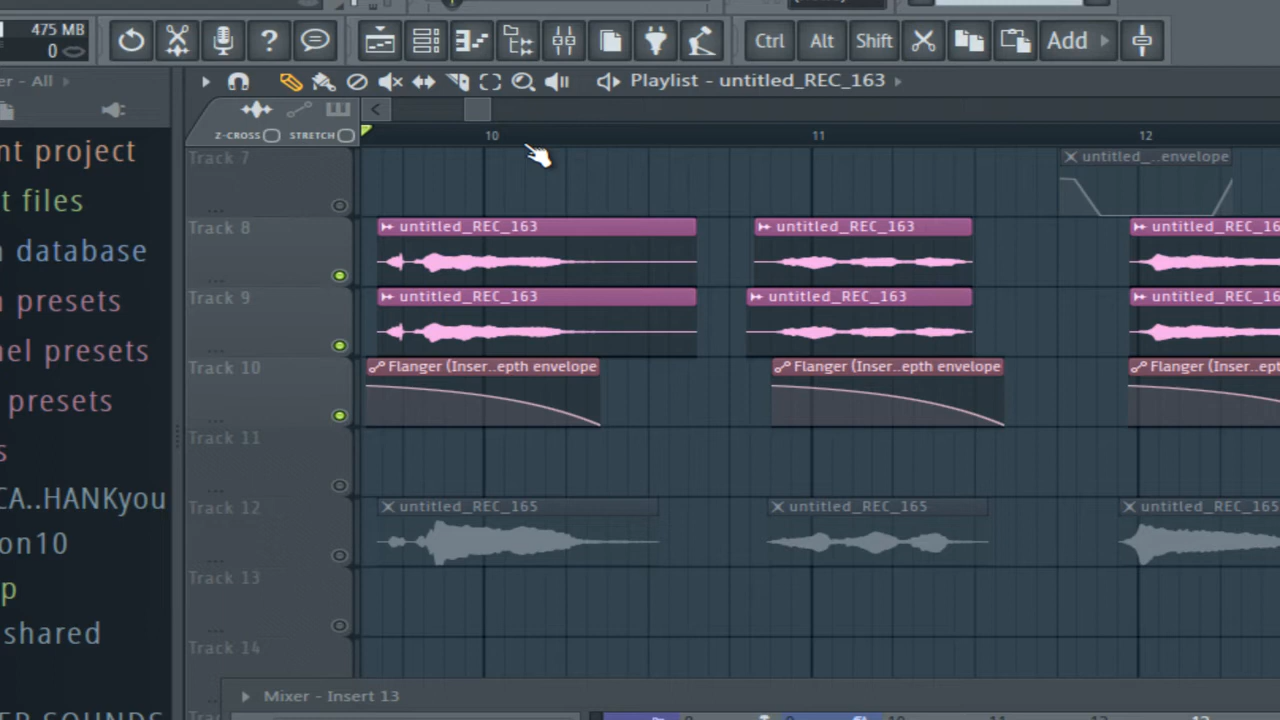 475 MB
0
?
Ctrl
Alt
Shift
Add
er - All
Playlist - untitled_REC_163
Z-CROSS
STRETCH
10
11
12
nt project
t files
n database
n presets
nel presets
presets
s
CA..HANKyou
on10
p
shared
ER SOUNDS
Track 7
untitled_..envelope
Track 8
untitled_REC_163
untitled_REC_163
untitled_REC_16
Track 9
untitled_REC_163
untitled_REC_163
untitled_REC_16
Track 10
Flanger (Inser..epth envelope
Flanger (Inser..epth envelope
Flanger (Inser..e
Track 11
Track 12
untitled_REC_165
untitled_REC_165
untitled_REC_165
Track 13
Track 14
Mixer - Insert 13